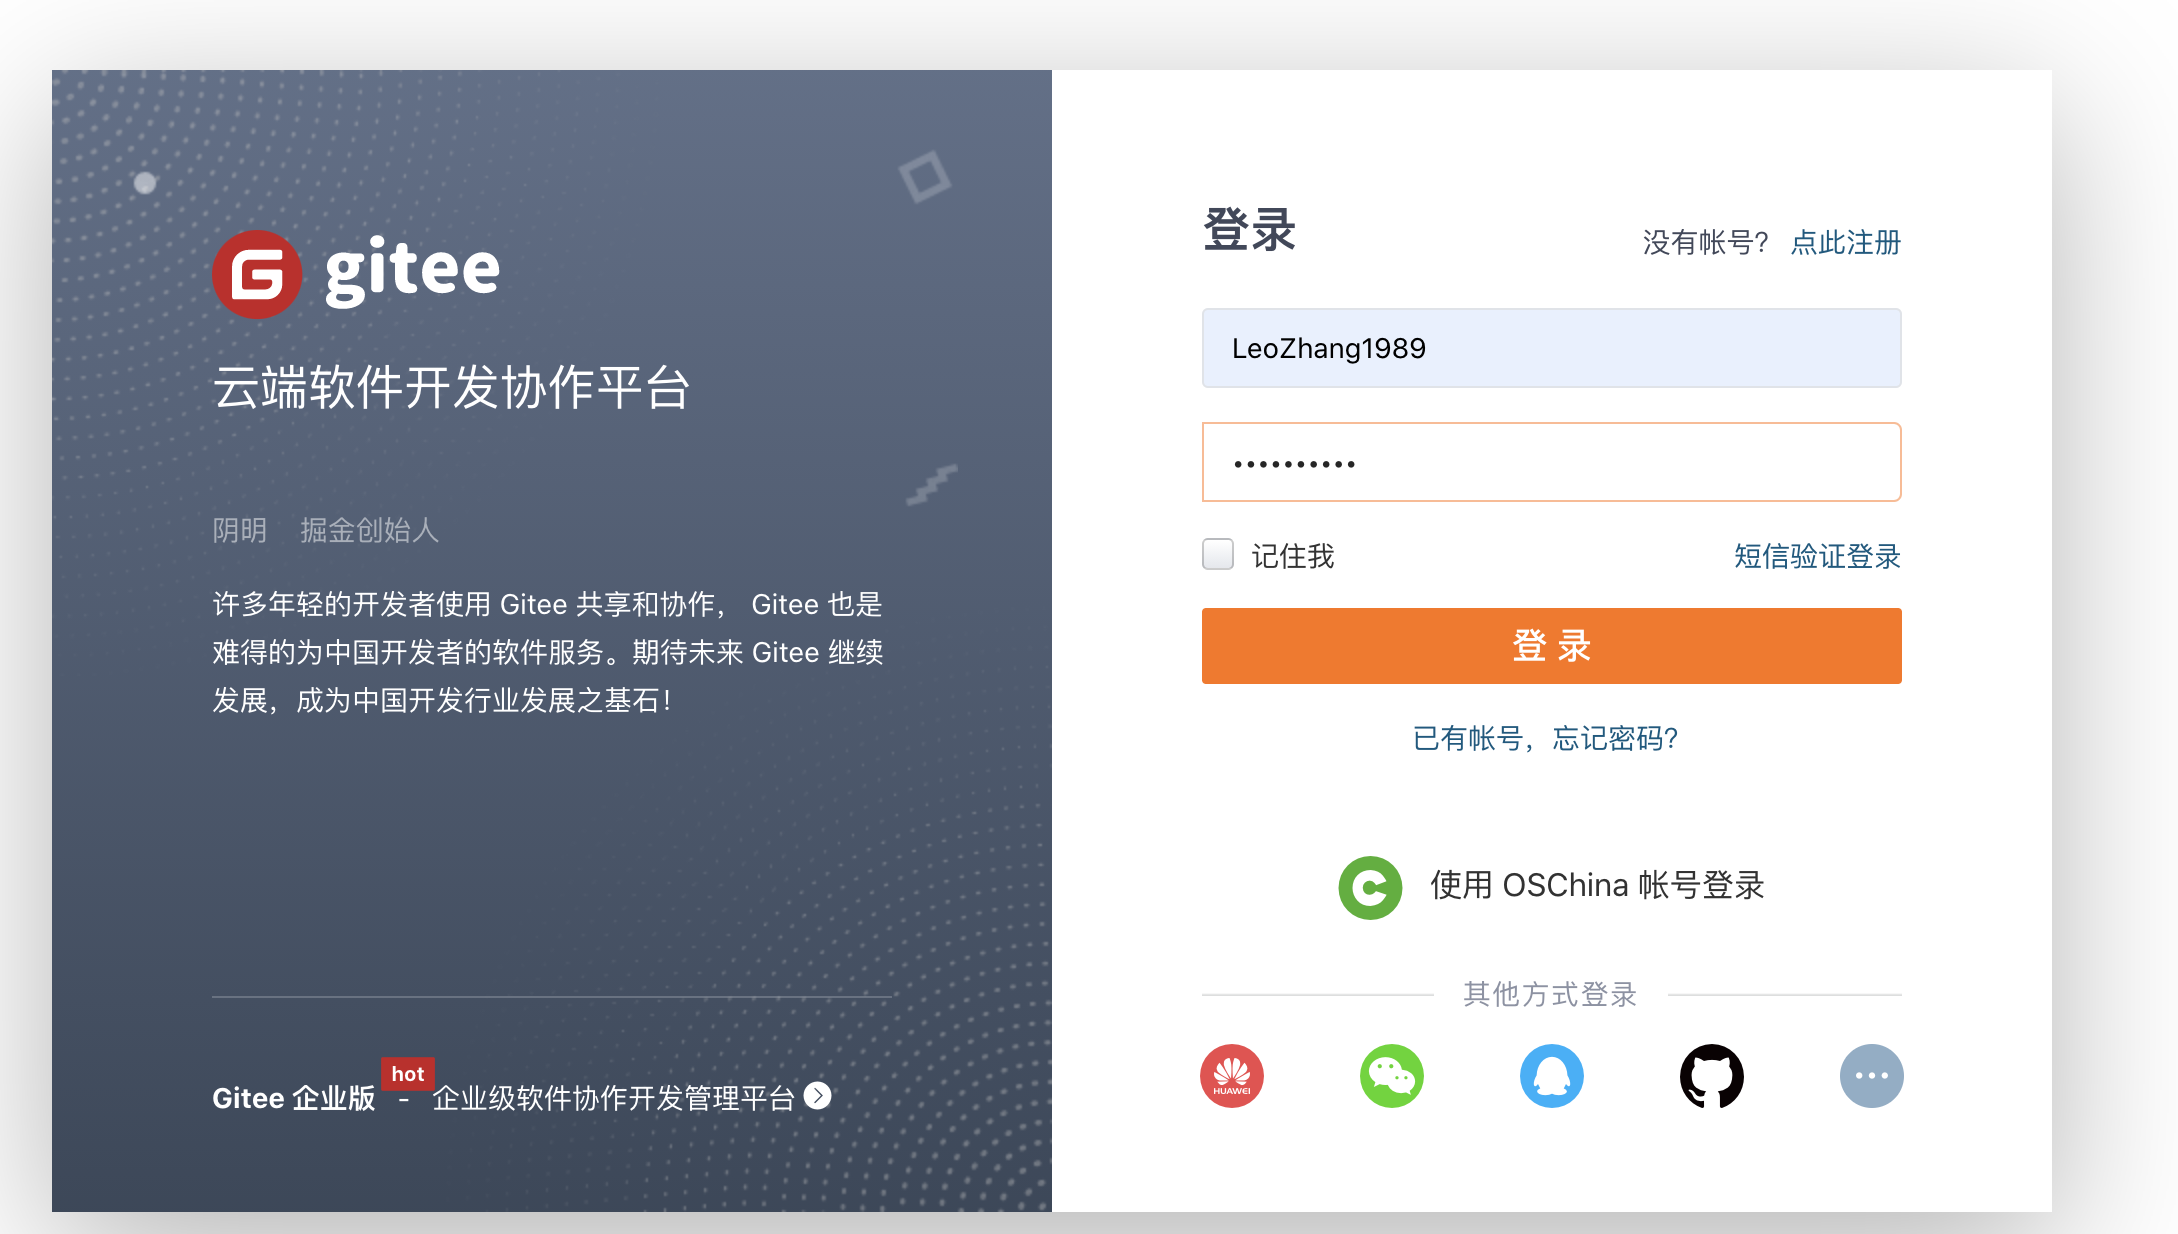 gitee
云端软件开发协作平台
阴明 掘金创始人
许多年轻的开发者使用 Gitee 共享和协作， Gitee 也是
难得的为中国开发者的软件服务。期待未来 Gitee 继续
发展，成为中国开发行业发展之基石！
hot
Gitee 企业版 - 企业级软件协作开发管理平台
登录
没有帐号? 点此注册
LeoZhang1989
••••••••••
记住我
短信验证登录
登 录
已有帐号，忘记密码?
使用 OSChina 帐号登录
其他方式登录
HUAWEI